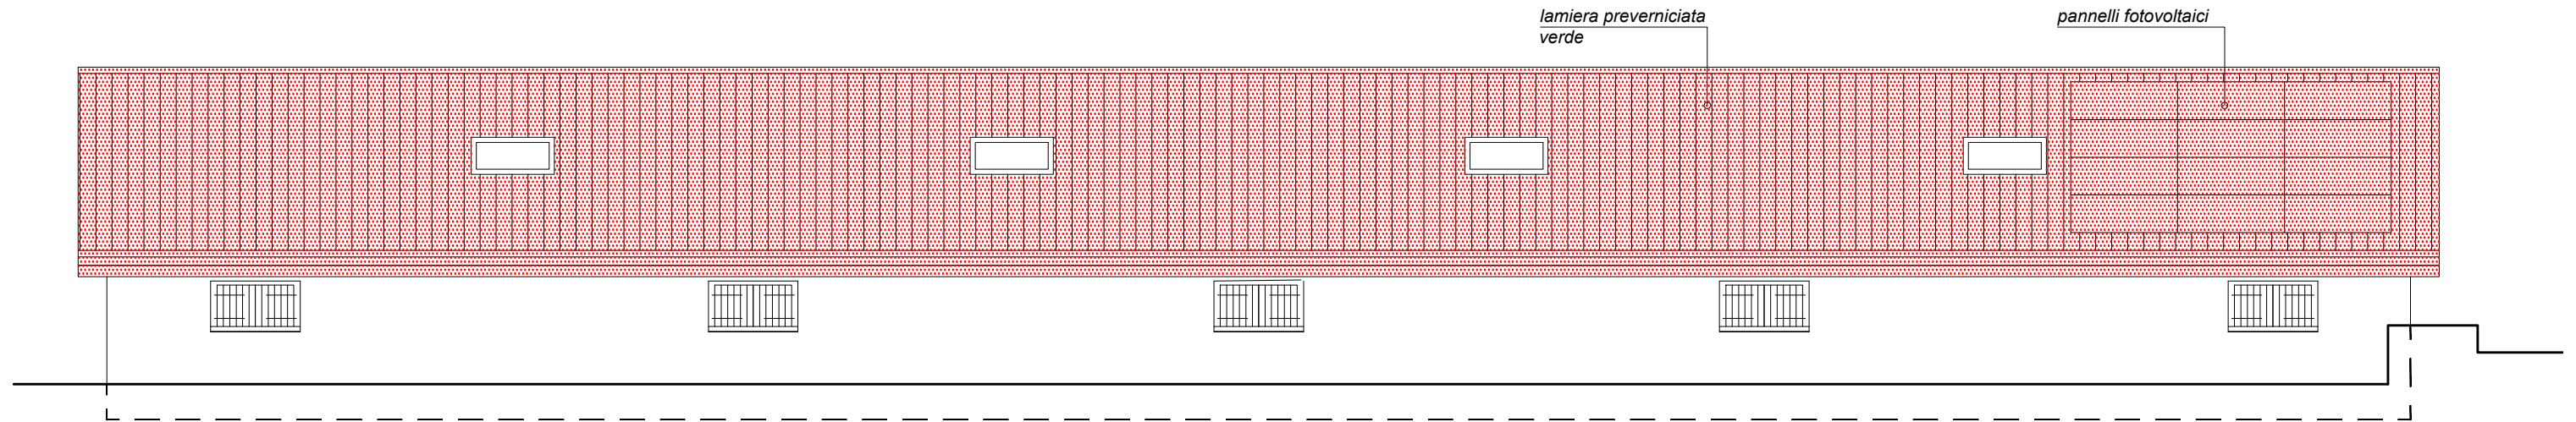 lamiera preverniciata
verde
pannelli fotovoltaici